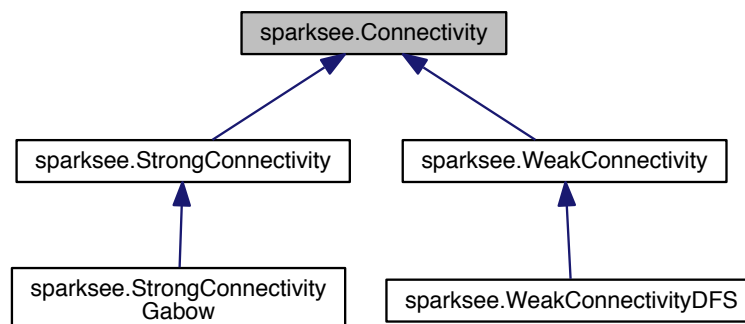 sparksee.Connectivity
sparksee.StrongConnectivity
sparksee.WeakConnectivity
sparksee.StrongConnectivity
Gabow
sparksee.WeakConnectivityDFS